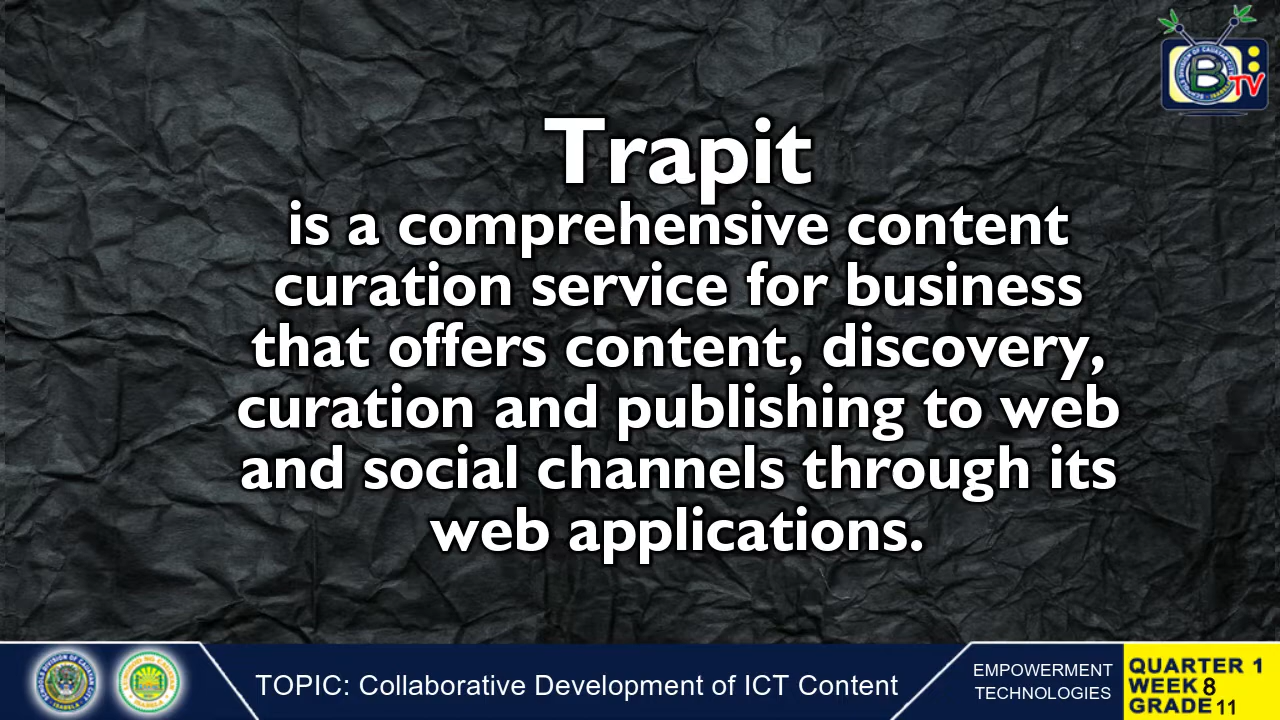 B
TV
Trapit
is a comprehensive content
curation service for business
that offers content, discovery,
curation and publishing to web
and social channels through its
web applications.
TOPIC: Collaborative Development of ICT Content
EMPOWERMENT
TECHNOLOGIES
QUARTER 1
WEEK 8
GRADE 11